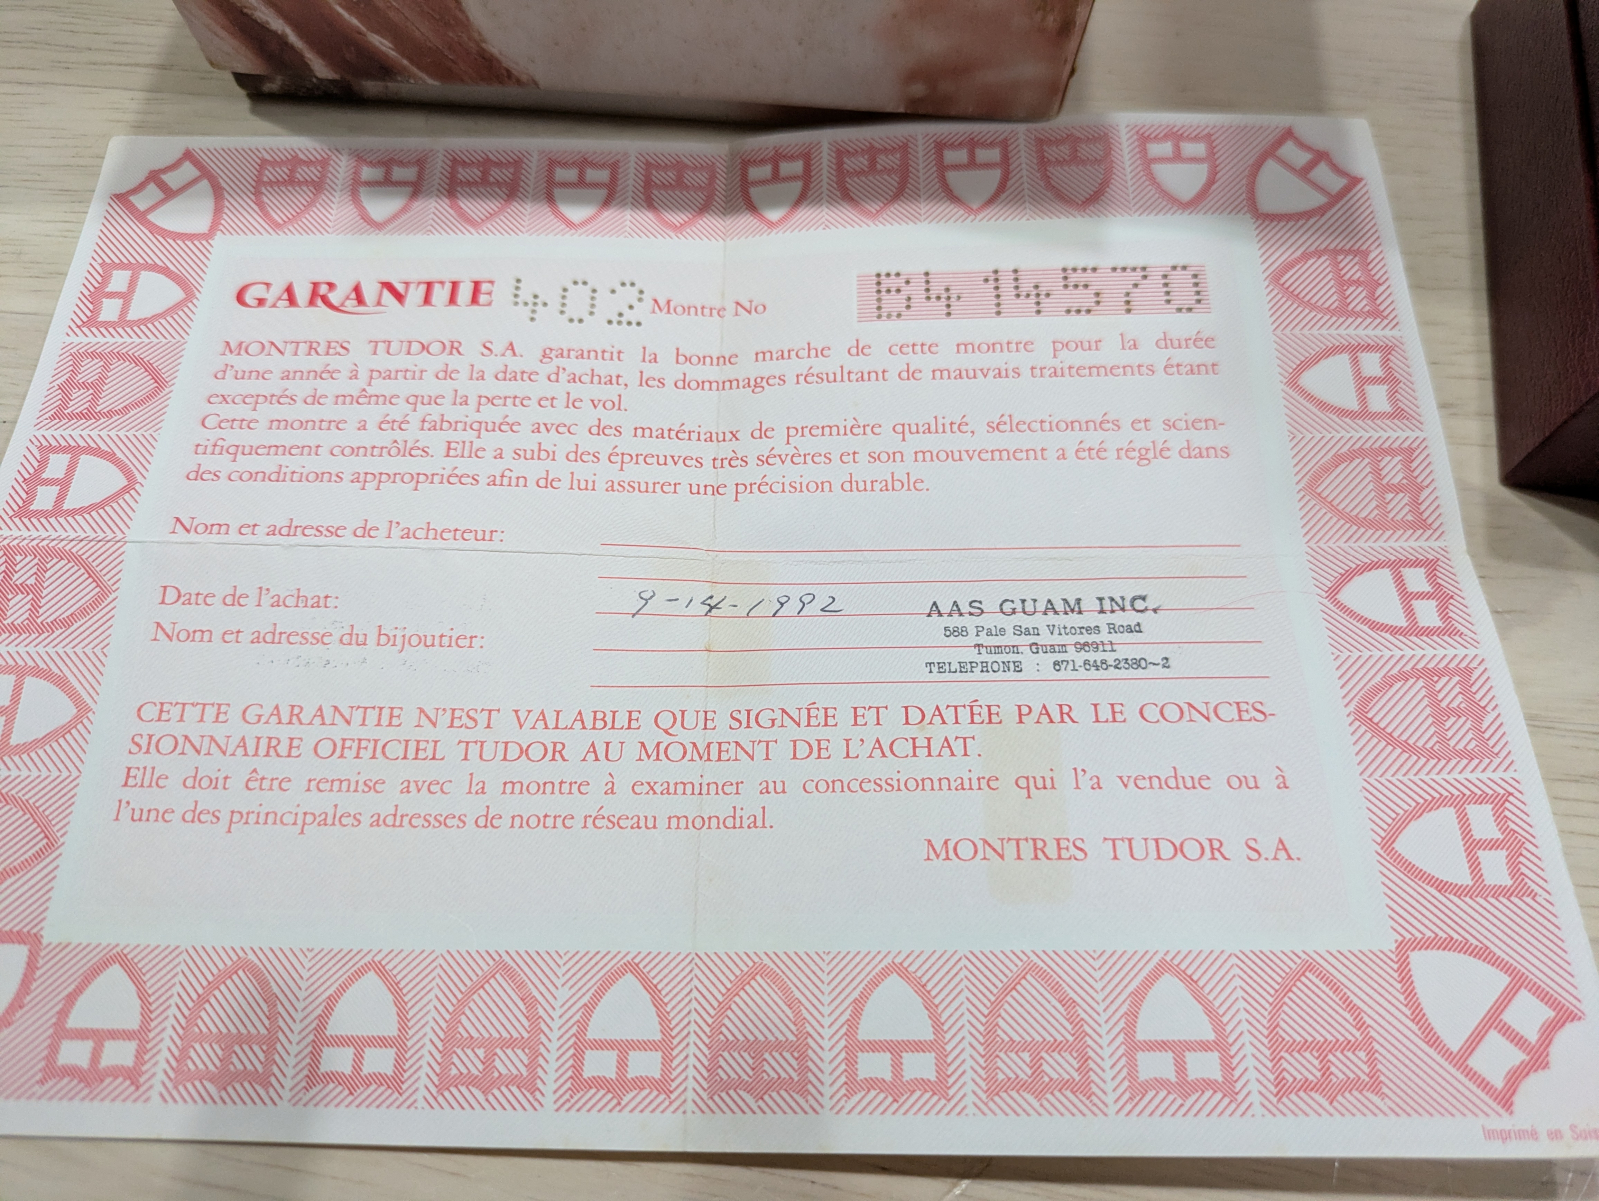 GARANTIE 402 Montre No B414570
MONTRES TUDOR S.A. garantit la bonne marche de cette montre pour la durée
d'une année à partir de la date d'achat, les dommages résultant de mauvais traitements étant
exceptés de même que la perte et le vol.
Cette montre a été fabriquée avec des matériaux de première qualité, sélectionnés et scien-
tifiquement contrôlés. Elle a subi des épreuves très sévères et son mouvement a été réglé dans
des conditions appropriées afin de lui assurer une précision durable.
Nom et adresse de l'acheteur:
Date de l'achat: 9-14-1992
Nom et adresse du bijoutier:
AAS GUAM INC.
588 Pale San Vitores Road
Tumon, Guam 96911
TELEPHONE : 671-646-2380~2
CETTE GARANTIE N'EST VALABLE QUE SIGNÉE ET DATÉE PAR LE CONCES-
SIONNAIRE OFFICIEL TUDOR AU MOMENT DE L'ACHAT.
Elle doit être remise avec la montre à examiner au concessionnaire qui l'a vendue ou à
l'une des principales adresses de notre réseau mondial.
MONTRES TUDOR S.A.
Imprimé en